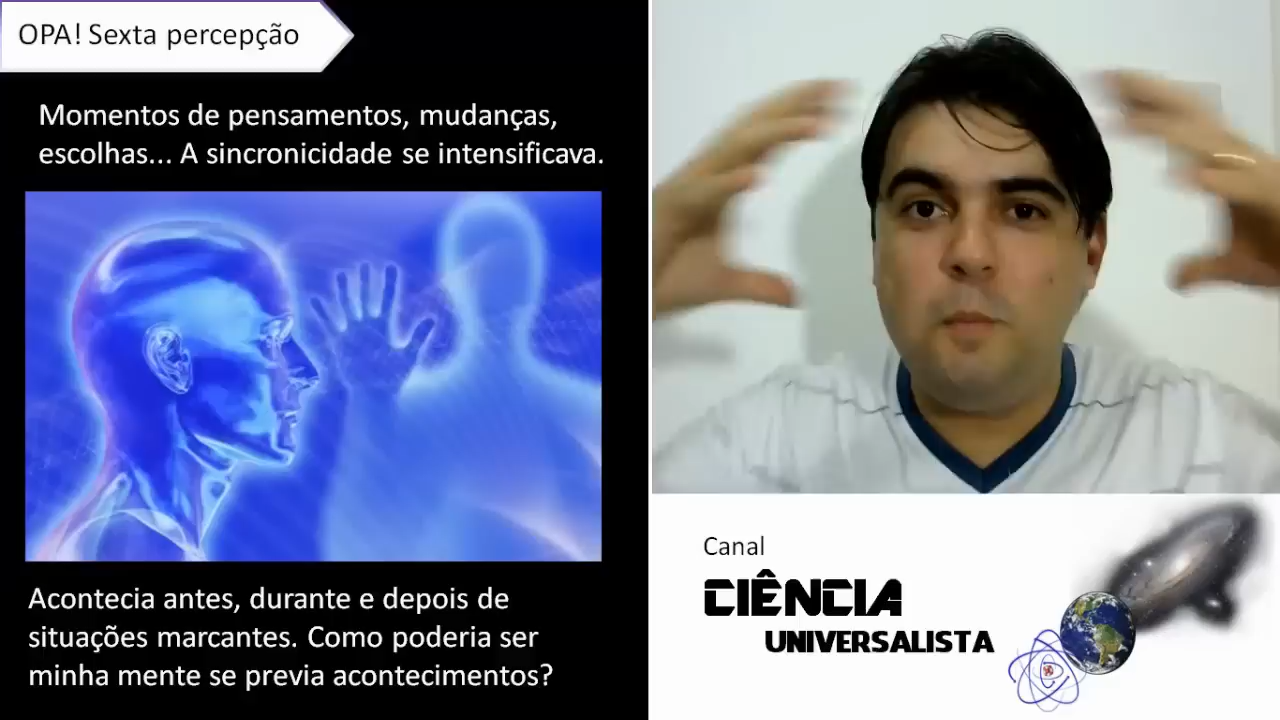 OPA! Sexta percepção
Momentos de pensamentos, mudanças,
escolhas... A sincronicidade se intensificava.
Acontecia antes, durante e depois de
situações marcantes. Como poderia ser
minha mente se previa acontecimentos?
Canal
CIÊNCIA
UNIVERSALISTA